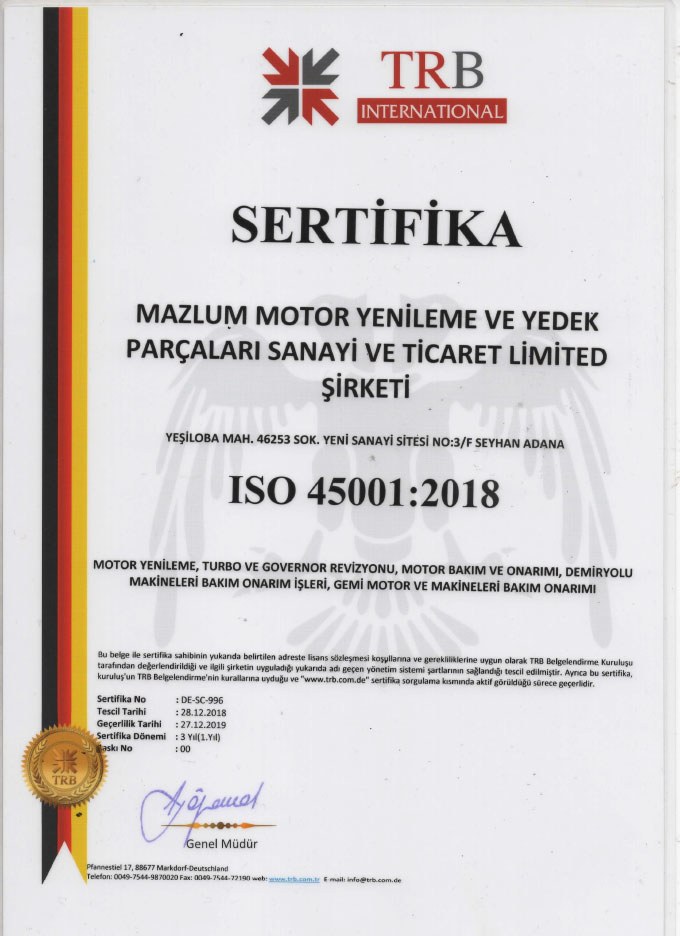 TRB
INTERNATIONAL
SERTİFİKA
MAZLUM MOTOR YENİLEME VE YEDEK
PARÇALARI SANAYİ VE TİCARET LİMİTED
ŞİRKETİ
YEŞİLOBA MAH. 46253 SOK. YENİ SANAYİ SİTESİ NO:3/F SEYHAN ADANA
ISO 45001:2018
MOTOR YENİLEME, TURBO VE GOVERNOR REVİZYONU, MOTOR BAKIM VE ONARIMI, DEMİRYOLU
MAKİNELERİ BAKIM ONARIM İŞLERİ, GEMİ MOTOR VE MAKİNELERİ BAKIM ONARIMI
Bu belge ile sertifika sahibinin yukarıda belirtilen adreste lisans sözleşmesi koşullarına ve gerekliliklerine uygun olarak TRB Belgelendirme Kuruluşu
tarafından değerlendirildiği ve ilgili şirketin uyguladığı yukarıda adı geçen yönetim sistemi şartlarının sağlandığı tescil edilmiştir. Ayrıca bu sertifika,
kuruluş'un TRB Belgelendirme'nin kurallarına uyduğu ve "www.trb.com.de" sertifika sorgulama kısmında aktif görüldüğü sürece geçerlidir.
Sertifika No : DE-SC-996
Tescil Tarihi : 28.12.2018
Geçerlilik Tarihi : 27.12.2019
Sertifika Dönemi : 3 Yıl(1.Yıl)
Baskı No : 00
TRB
Genel Müdür
Pfannestiel 17, 88677 Markdorf-Deutschland
Telefon: 0049-7544-9870020 Fax: 0049-7544-72190 web: www.trb.com.tr E-mail: info@trb.com.de